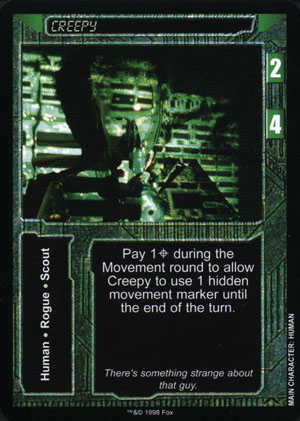 CREEPY
2
4
Human • Rogue • Scout
Pay 1⌖ during the
Movement round to allow
Creepy to use 1 hidden
movement marker until
the end of the turn.
There's something strange about
that guy.
MAIN CHARACTER: HUMAN
™&© 1998 Fox